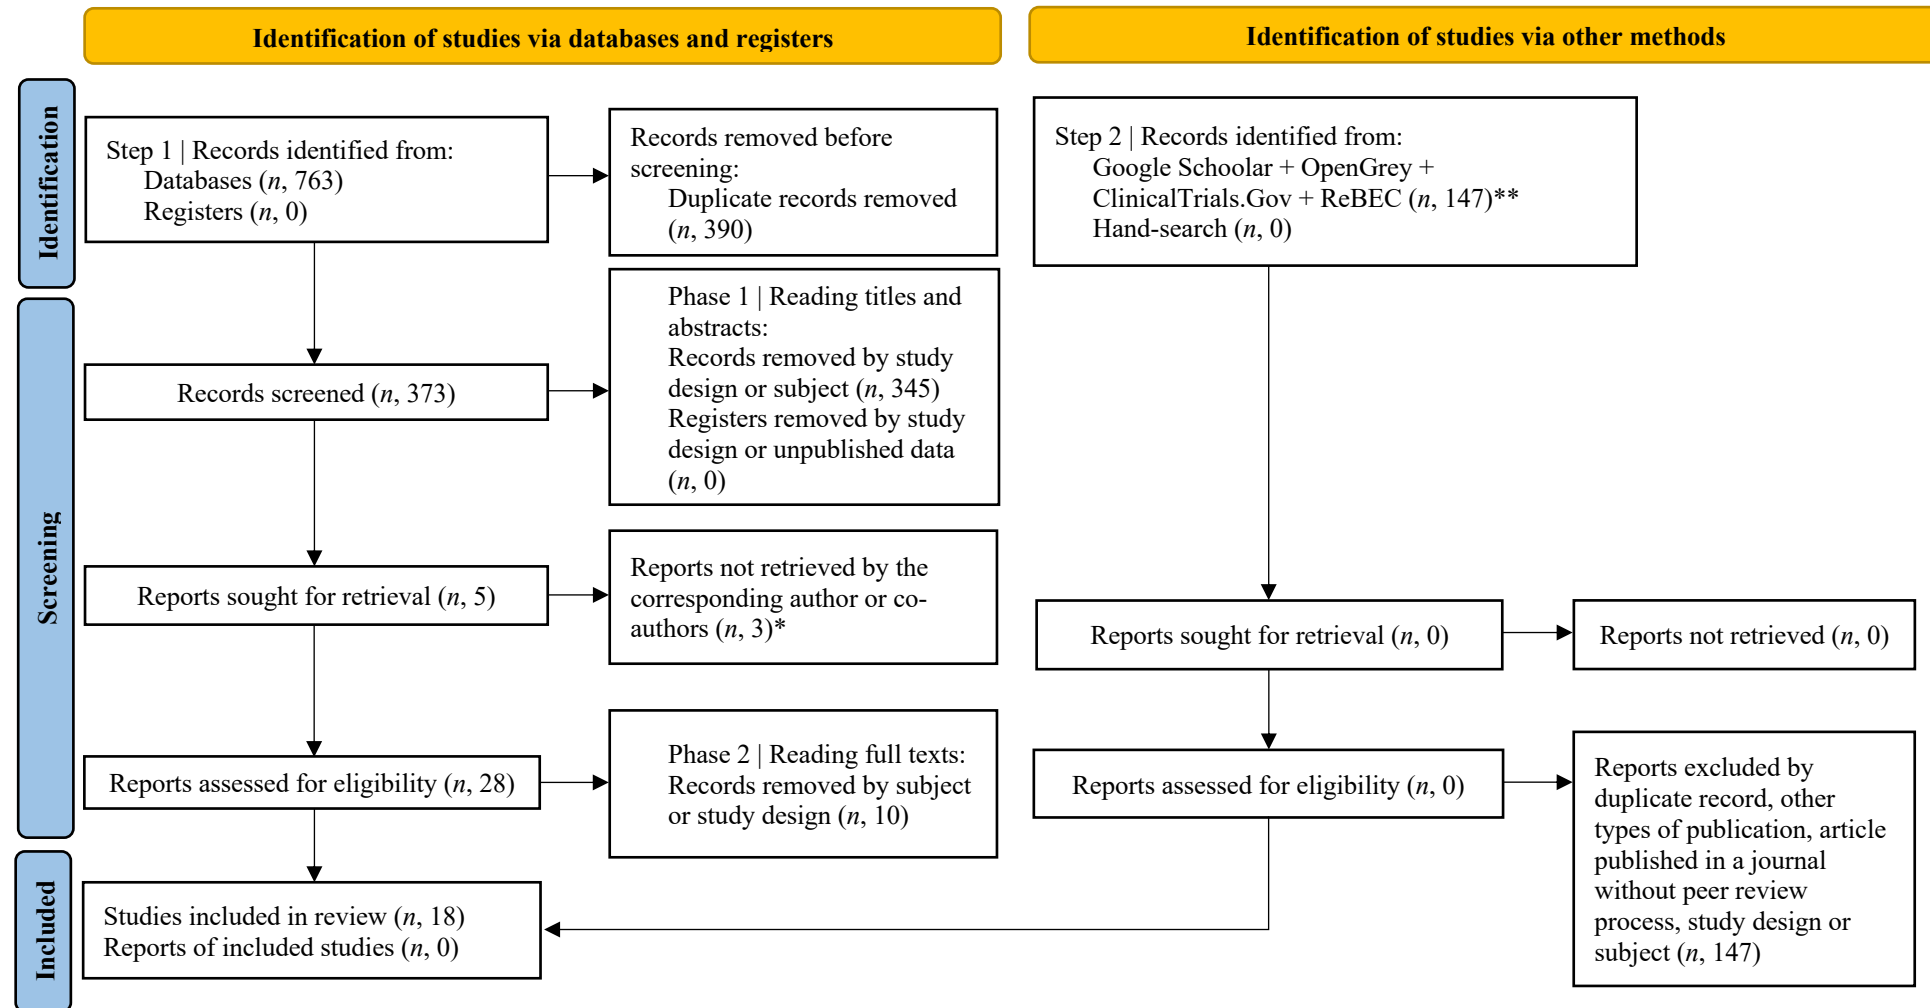 Identification of studies via databases and registers
Identification of studies via other methods
Identification
Step 1 | Records identified from:
Databases (n, 763)
Registers (n, 0)
Records removed before
screening:
Duplicate records removed
(n, 390)
Step 2 | Records identified from:
Google Schoolar + OpenGrey +
ClinicalTrials.Gov + ReBEC (n, 147)**
Hand-search (n, 0)
Screening
Records screened (n, 373)
Phase 1 | Reading titles and
abstracts:
Records removed by study
design or subject (n, 345)
Registers removed by study
design or unpublished data
(n, 0)
Reports sought for retrieval (n, 5)
Reports not retrieved by the
corresponding author or co-
authors (n, 3)*
Reports sought for retrieval (n, 0)
Reports not retrieved (n, 0)
Reports assessed for eligibility (n, 28)
Phase 2 | Reading full texts:
Records removed by subject
or study design (n, 10)
Reports assessed for eligibility (n, 0)
Reports excluded by
duplicate record, other
types of publication, article
published in a journal
without peer review
process, study design or
subject (n, 147)
Included
Studies included in review (n, 18)
Reports of included studies (n, 0)